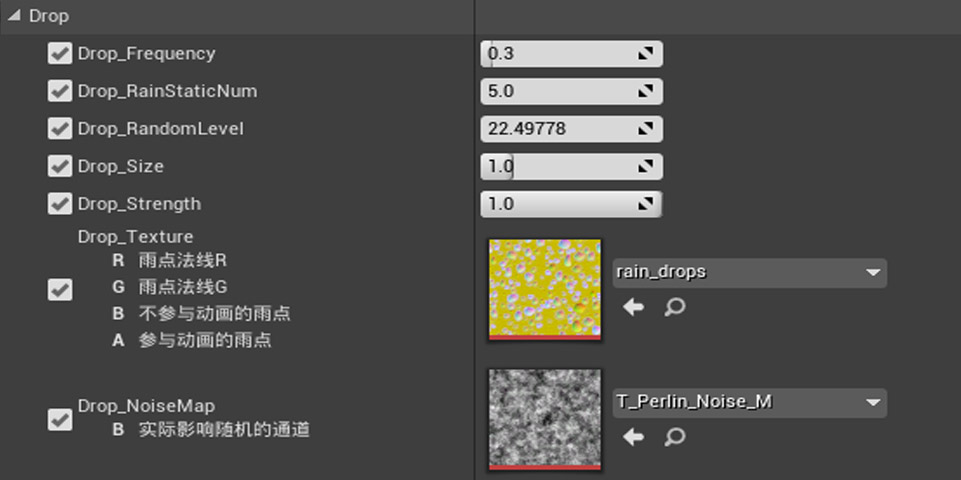 Drop
Drop_Frequency 0.3
Drop_RainStaticNum 5.0
Drop_RandomLevel 22.49778
Drop_Size 1.0
Drop_Strength 1.0
Drop_Texture
R 雨点法线R
rain_drops
G 雨点法线G
B 不参与动画的雨点
A 参与动画的雨点
Drop_NoiseMap
T_Perlin_Noise_M
B 实际影响随机的通道